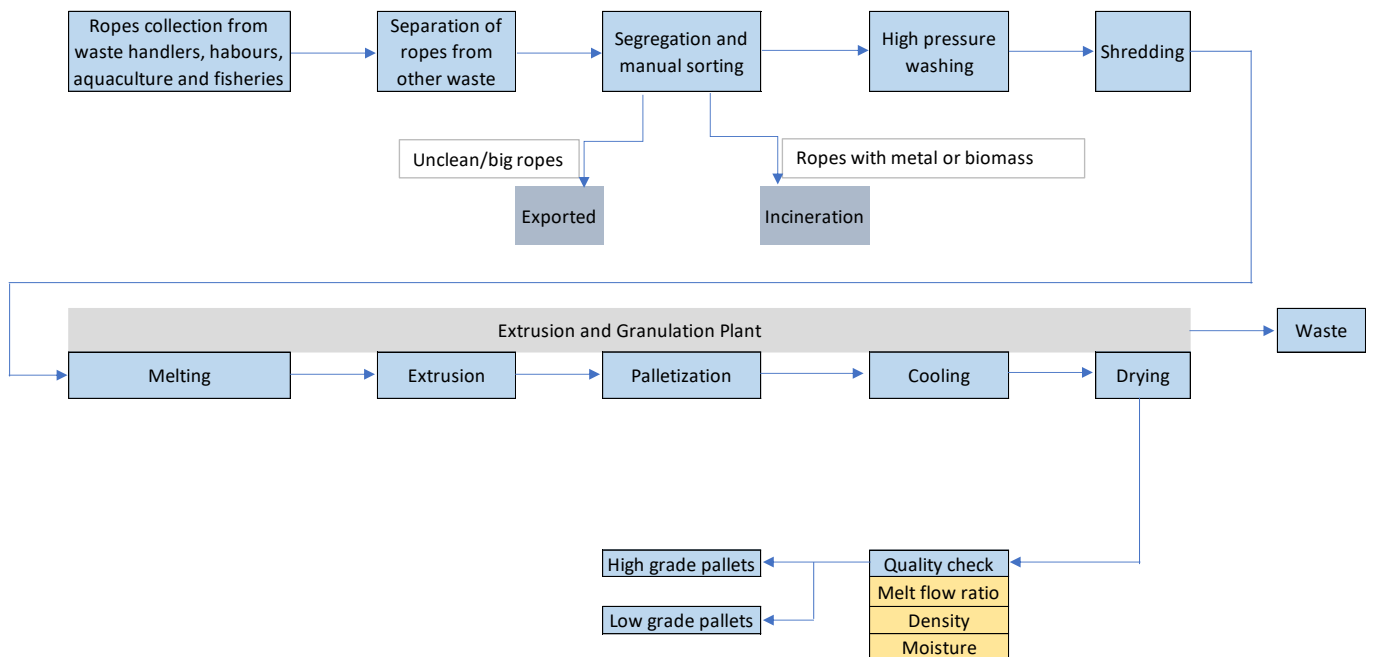 Ropes collection from
waste handlers, habours,
aquaculture and fisheries
Separation of
ropes from
other waste
Segregation and
manual sorting
High pressure
washing
Shredding
Unclean/big ropes
Ropes with metal or biomass
Exported
Incineration
Extrusion and Granulation Plant
Waste
Melting
Extrusion
Palletization
Cooling
Drying
High grade pallets
Low grade pallets
Quality check
Melt flow ratio
Density
Moisture